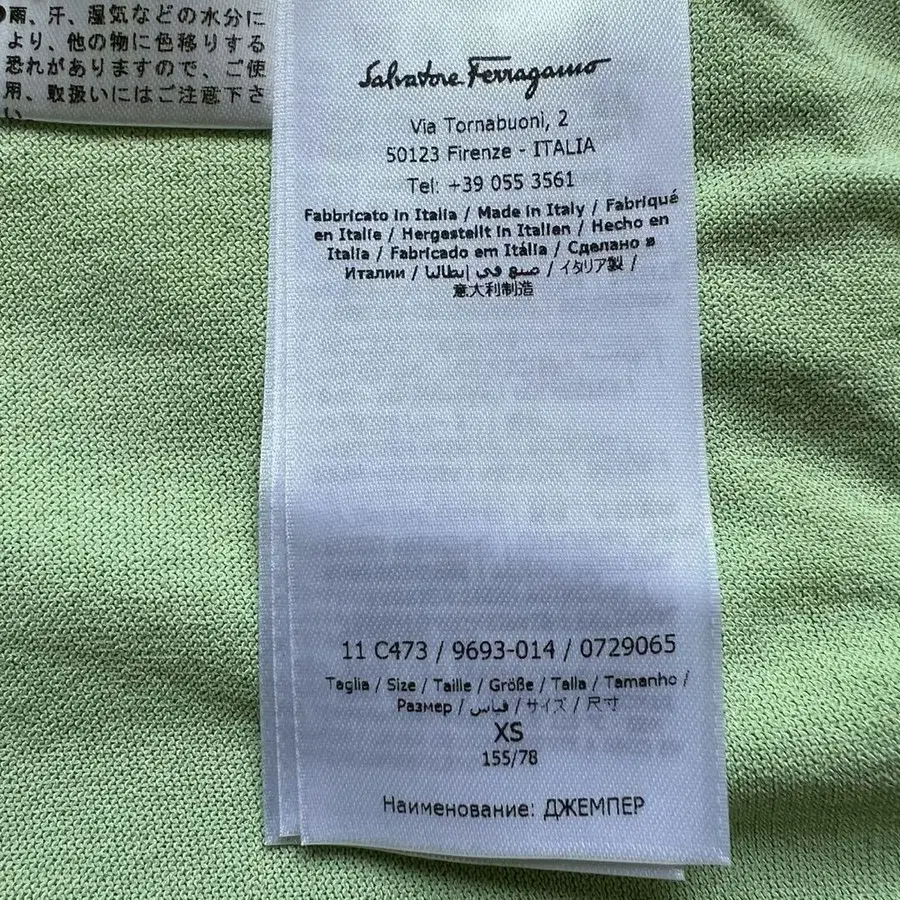 ●雨、汗、湿気などの水分に
より、他の物に色移りする
恐れがありますので、ご使
用、取扱いにはご注意下さ
い
Salvatore Ferragamo
Via Tornabuoni, 2
50123 Firenze - ITALIA
Tel: +39 055 3561
Fabbricato in Italia / Made in Italy / Fabriqué
en Italie / Hergestellt in Italien / Hecho en
Italia / Fabricado em Itália / Сделано в
Италии / صنع في إيطاليا / イタリア製 /
意大利制造
11 C473 / 9693-014 / 0729065
Taglia / Size / Taille / Größe / Talla / Tamanho /
Размер / قياس / サイズ / 尺寸
XS
155/78
Наименование: ДЖЕМПЕР